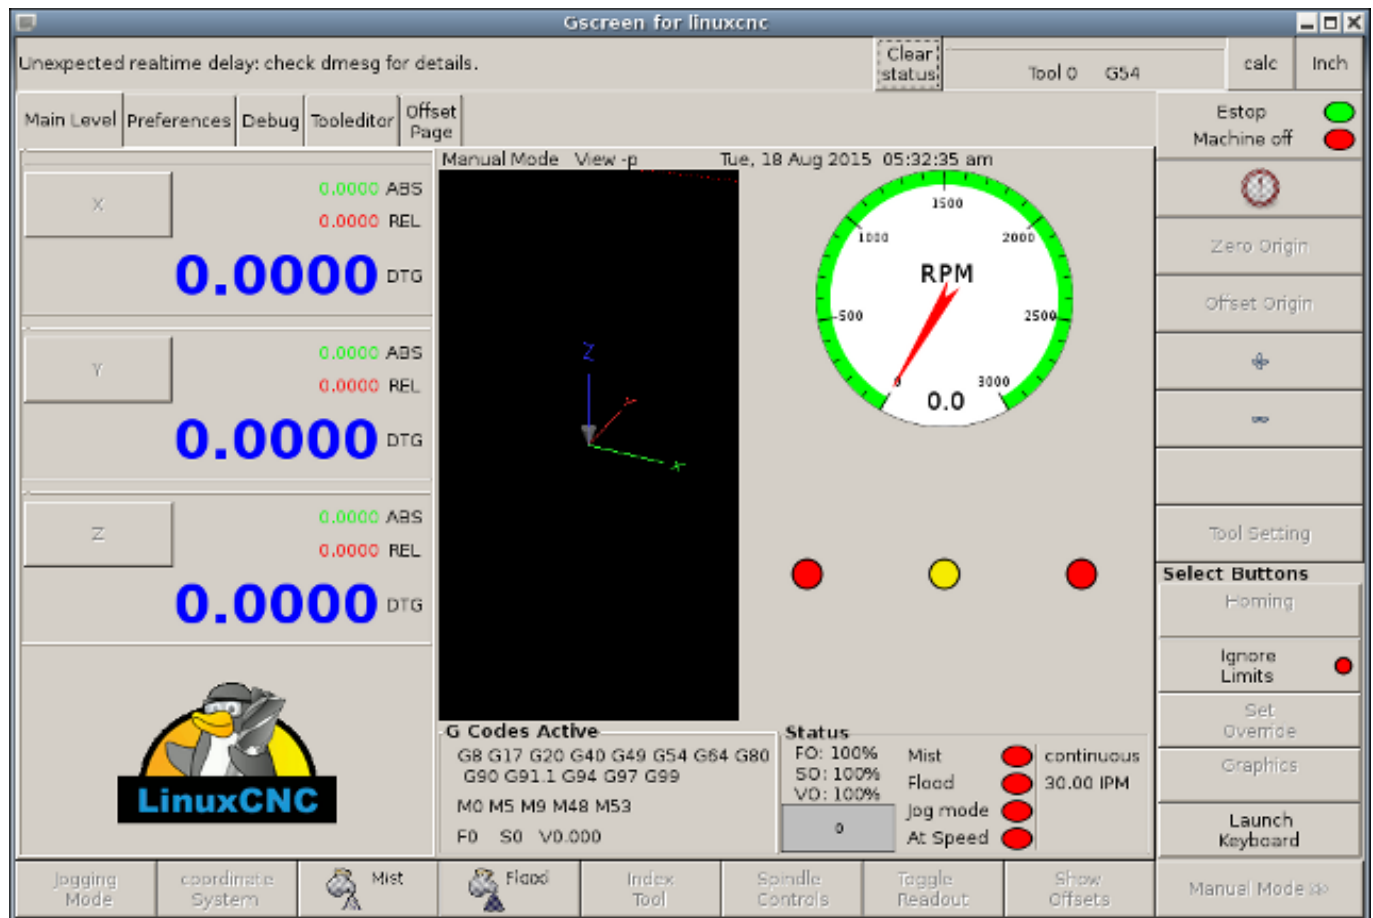 Gscreen for linuxcnc
Unexpected realtime delay: check dmesg for details.
Clear
status
Tool 0 G54
calc
Inch
Main Level
Preferences
Debug
Tooleditor
Offset
Page
Estop
Machine off
Manual Mode View -p Tue, 18 Aug 2015 05:32:35 am
X
0.0000 ABS
0.0000 REL
0.0000 DTG
Y
0.0000 ABS
0.0000 REL
0.0000 DTG
Z
0.0000 ABS
0.0000 REL
0.0000 DTG
LinuxCNC
Z
Y
X
RPM
0
500
1000
1500
2000
2500
3000
0.0
G Codes Active
G8 G17 G20 G40 G49 G54 G64 G80
G90 G91.1 G94 G97 G99
M0 M5 M9 M48 M53
F0 S0 V0.000
Status
FO: 100%
SO: 100%
VO: 100%
0
Mist
Flood
Jog mode
At Speed
continuous
30.00 IPM
Zero Origin
Offset Origin
Tool Setting
Select Buttons
Homing
Ignore
Limits
Set
Override
Graphics
Launch
Keyboard
Jogging
Mode
coordinate
System
Mist
Flood
Index
Tool
Spindle
Controls
Toggle
Readout
Show
Offsets
Manual Mode >>